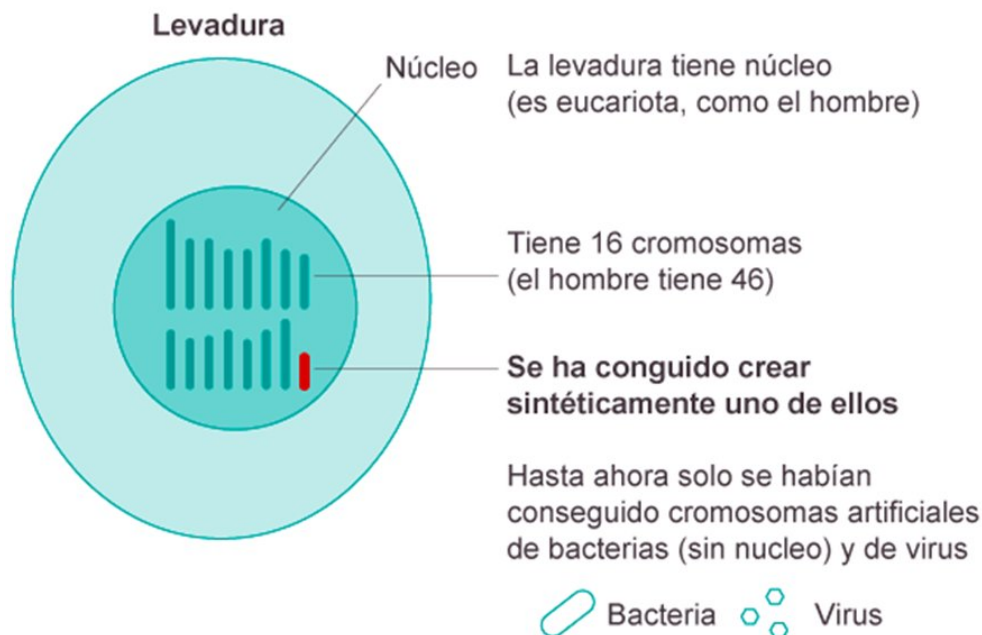 Levadura
Núcleo
La levadura tiene núcleo
(es eucariota, como el hombre)
Tiene 16 cromosomas
(el hombre tiene 46)
Se ha conguido crear
sintéticamente uno de ellos
Hasta ahora solo se habían
conseguido cromosomas artificiales
de bacterias (sin nucleo) y de virus
Bacteria
Virus